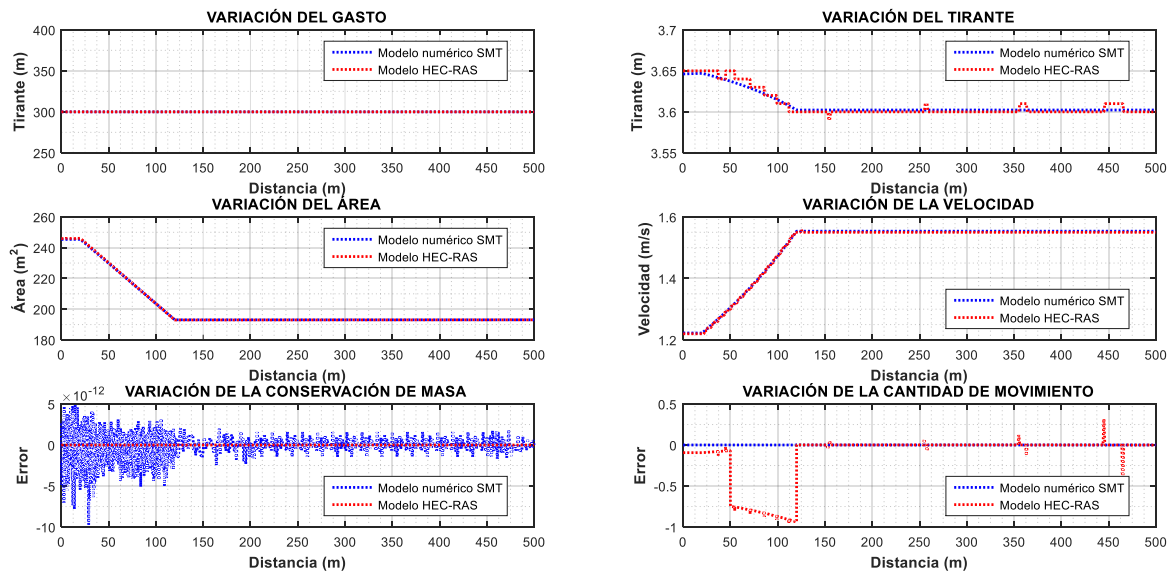 VARIACIÓN DEL GASTO
400
350
300
250
Tirante (m)
Modelo numérico SMT
Modelo HEC-RAS
0 50 100 150 200 250 300 350 400 450 500
Distancia (m)
VARIACIÓN DEL TIRANTE
3.7
3.65
3.6
3.55
Tirante (m)
Modelo numérico SMT
Modelo HEC-RAS
0 50 100 150 200 250 300 350 400 450 500
Distancia (m)
VARIACIÓN DEL ÁREA
260
240
220
200
180
Área (m²)
Modelo numérico SMT
Modelo HEC-RAS
0 50 100 150 200 250 300 350 400 450 500
Distancia (m)
VARIACIÓN DE LA VELOCIDAD
1.6
1.4
1.2
Velocidad (m/s)
Modelo numérico SMT
Modelo HEC-RAS
0 50 100 150 200 250 300 350 400 450 500
Distancia (m)
VARIACIÓN DE LA CONSERVACIÓN DE MASA
×10⁻¹²
5
0
-5
-10
Error
Modelo numérico SMT
Modelo HEC-RAS
0 50 100 150 200 250 300 350 400 450 500
Distancia (m)
VARIACIÓN DE LA CANTIDAD DE MOVIMIENTO
0.5
0
-0.5
-1
Error
Modelo numérico SMT
Modelo HEC-RAS
0 50 100 150 200 250 300 350 400 450 500
Distancia (m)